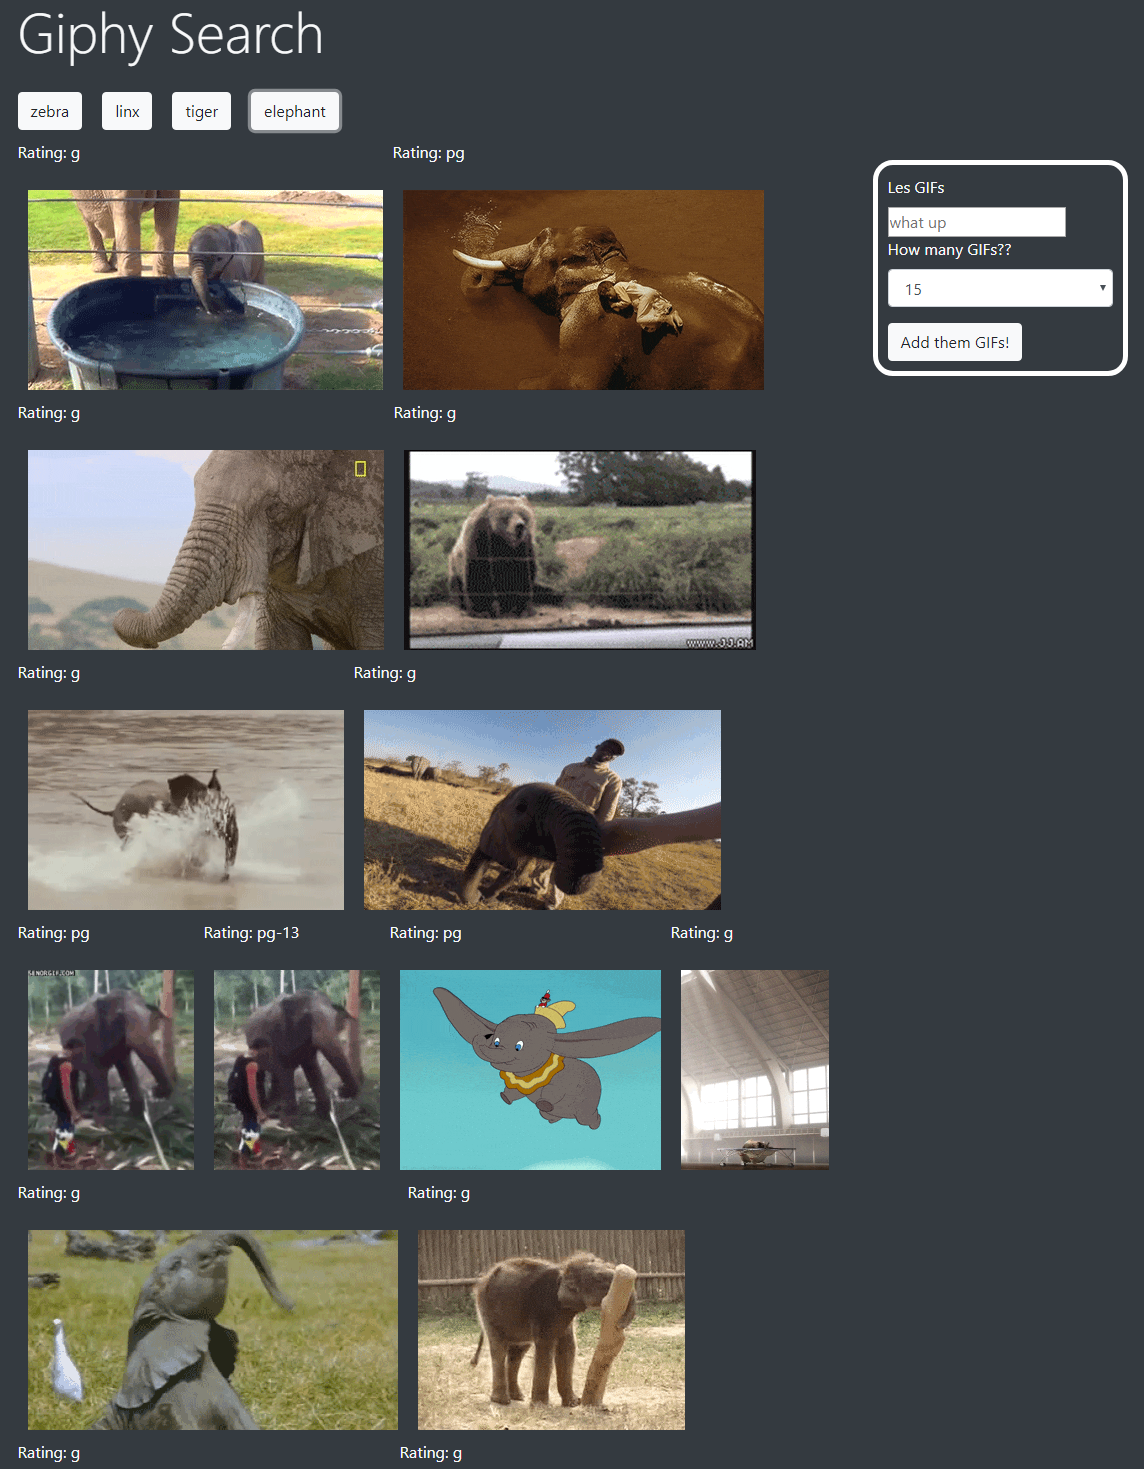 Giphy Search
zebra linx tiger elephant
Rating: g Rating: pg
Les GIFs
what up
How many GIFs??
15
Add them GIFs!
Rating: g Rating: g
www.JJ.AM
Rating: g Rating: g
Rating: pg Rating: pg-13 Rating: pg Rating: g
SENORGIF.COM
Rating: g Rating: g
Rating: g Rating: g